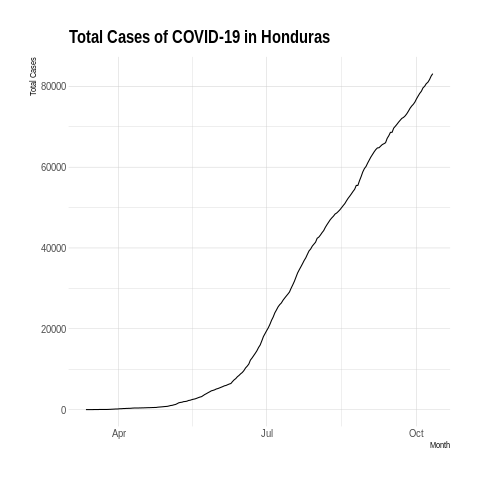 Total Cases of COVID-19 in Honduras
Total Cases
80000
60000
40000
20000
0
Apr
Jul
Oct
Month